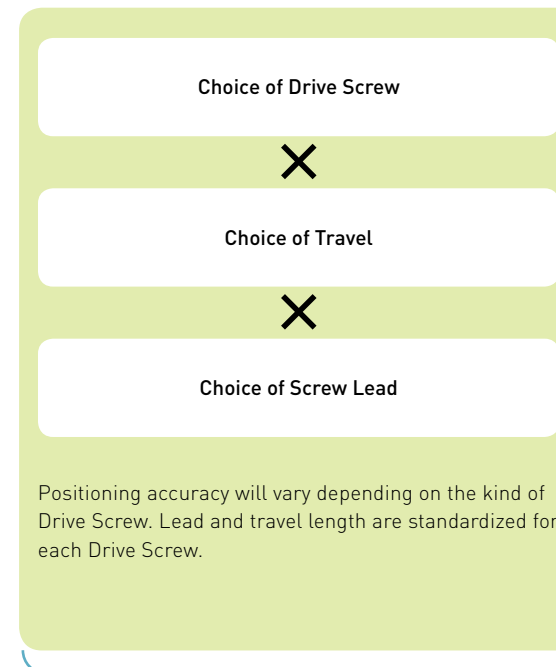 Choice of Drive Screw
×
Choice of Travel
×
Choice of Screw Lead
Positioning accuracy will vary depending on the kind of
Drive Screw. Lead and travel length are standardized for
each Drive Screw.